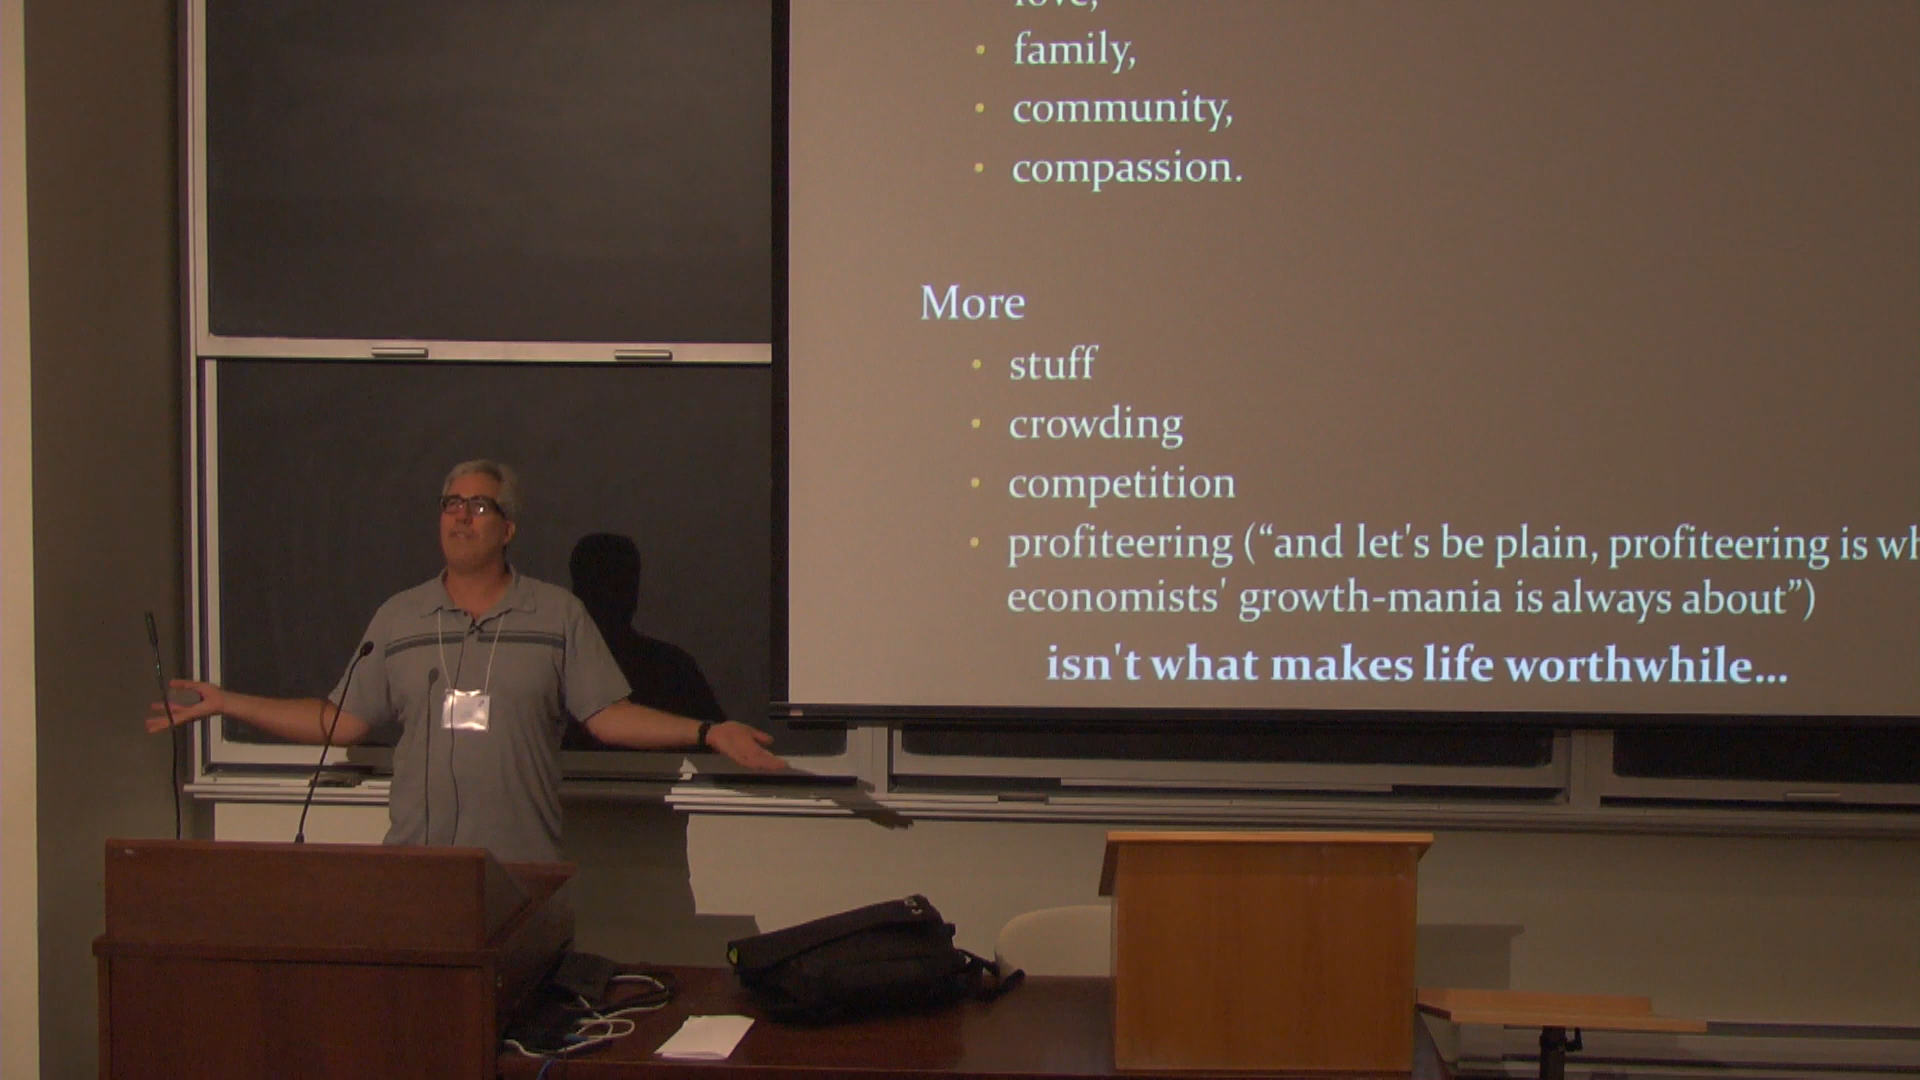 love,
• family,
• community,
• compassion.
More
• stuff
• crowding
• competition
• profiteering (“and let's be plain, profiteering is
economists' growth-mania is always about”)
isn't what makes life worthwhile...